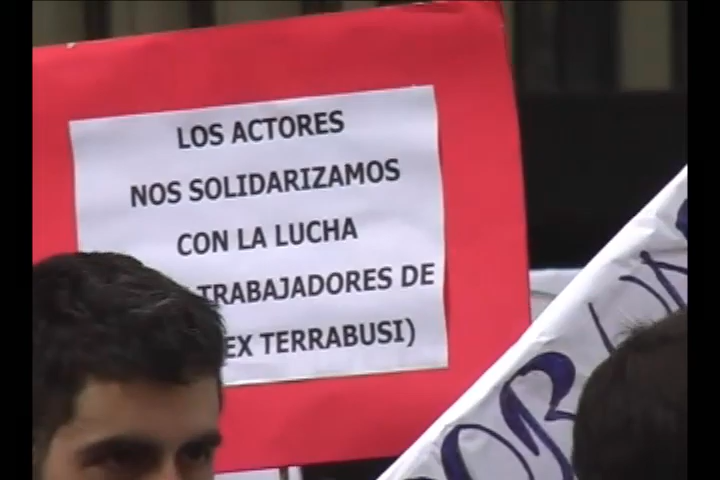 LOS ACTORES
NOS SOLIDARIZAMOS
CON LA LUCHA
TRABAJADORES DE
EX TERRABUSI)